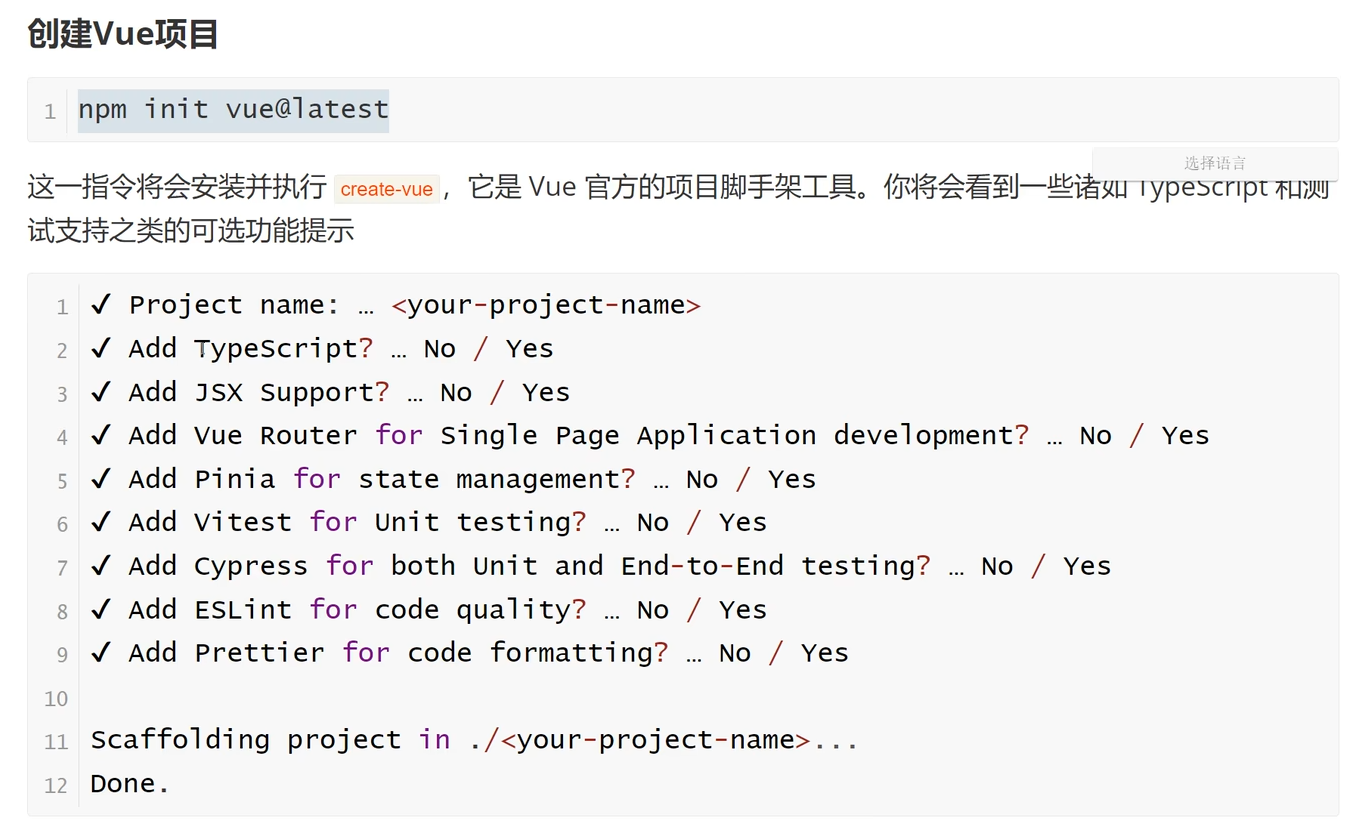 创建Vue项目
1 npm init vue@latest
选择语言
这一指令将会安装并执行 create-vue，它是 Vue 官方的项目脚手架工具。你将会看到一些诸如 TypeScript 和测
试支持之类的可选功能提示
1 ✔ Project name: … <your-project-name>
2 ✔ Add TypeScript? … No / Yes
3 ✔ Add JSX Support? … No / Yes
4 ✔ Add Vue Router for Single Page Application development? … No / Yes
5 ✔ Add Pinia for state management? … No / Yes
6 ✔ Add Vitest for Unit testing? … No / Yes
7 ✔ Add Cypress for both Unit and End-to-End testing? … No / Yes
8 ✔ Add ESLint for code quality? … No / Yes
9 ✔ Add Prettier for code formatting? … No / Yes
10
11 Scaffolding project in ./<your-project-name>...
12 Done.